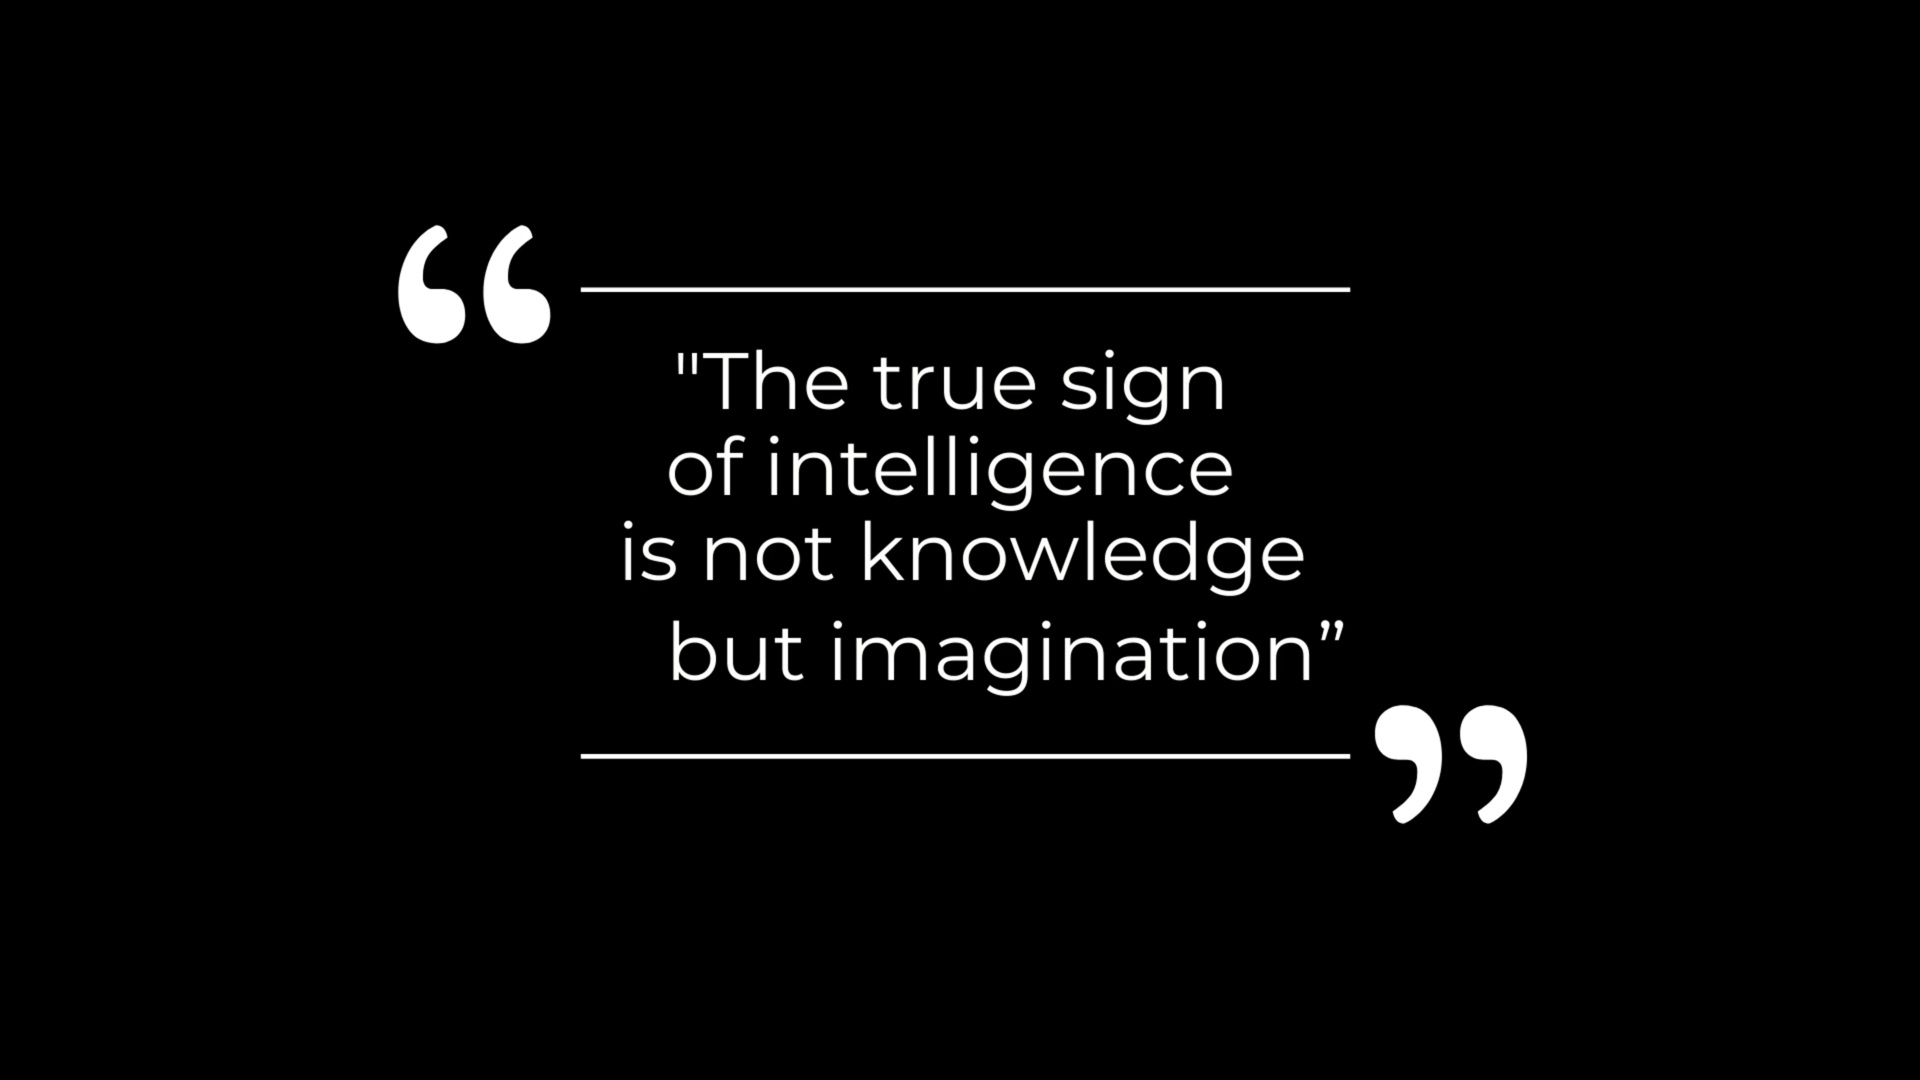 "The true sign
of intelligence
is not knowledge
but imagination”